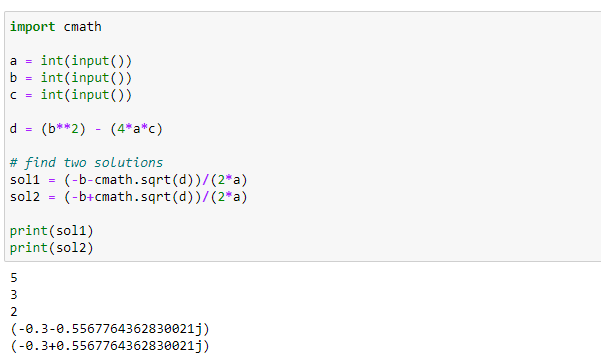 import cmath
a = int(input())
b = int(input())
c = int(input())
d = (b**2) - (4*a*c)
# find two solutions
sol1 = (-b-cmath.sqrt(d))/(2*a)
sol2 = (-b+cmath.sqrt(d))/(2*a)
print(sol1)
print(sol2)
5
3
2
(-0.3-0.5567764362830021j)
(-0.3+0.5567764362830021j)